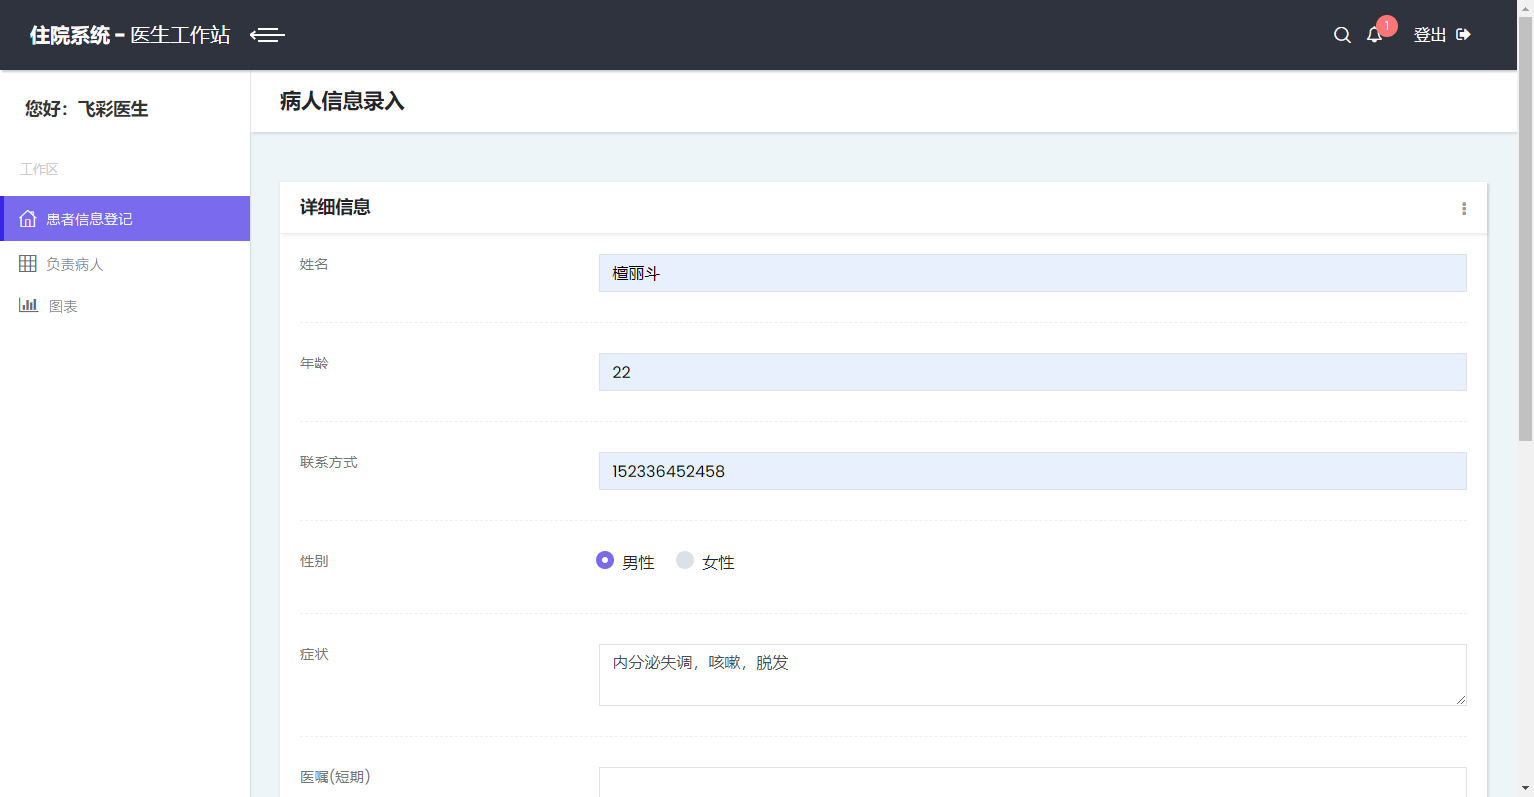 住院系统 - 医生工作站
1
登出
您好：飞彩医生
工作区
患者信息登记
负责病人
图表
病人信息录入
详细信息
姓名
檀丽斗
年龄
22
联系方式
152336452458
性别
男性
女性
症状
内分泌失调，咳嗽，脱发
医嘱(短期)